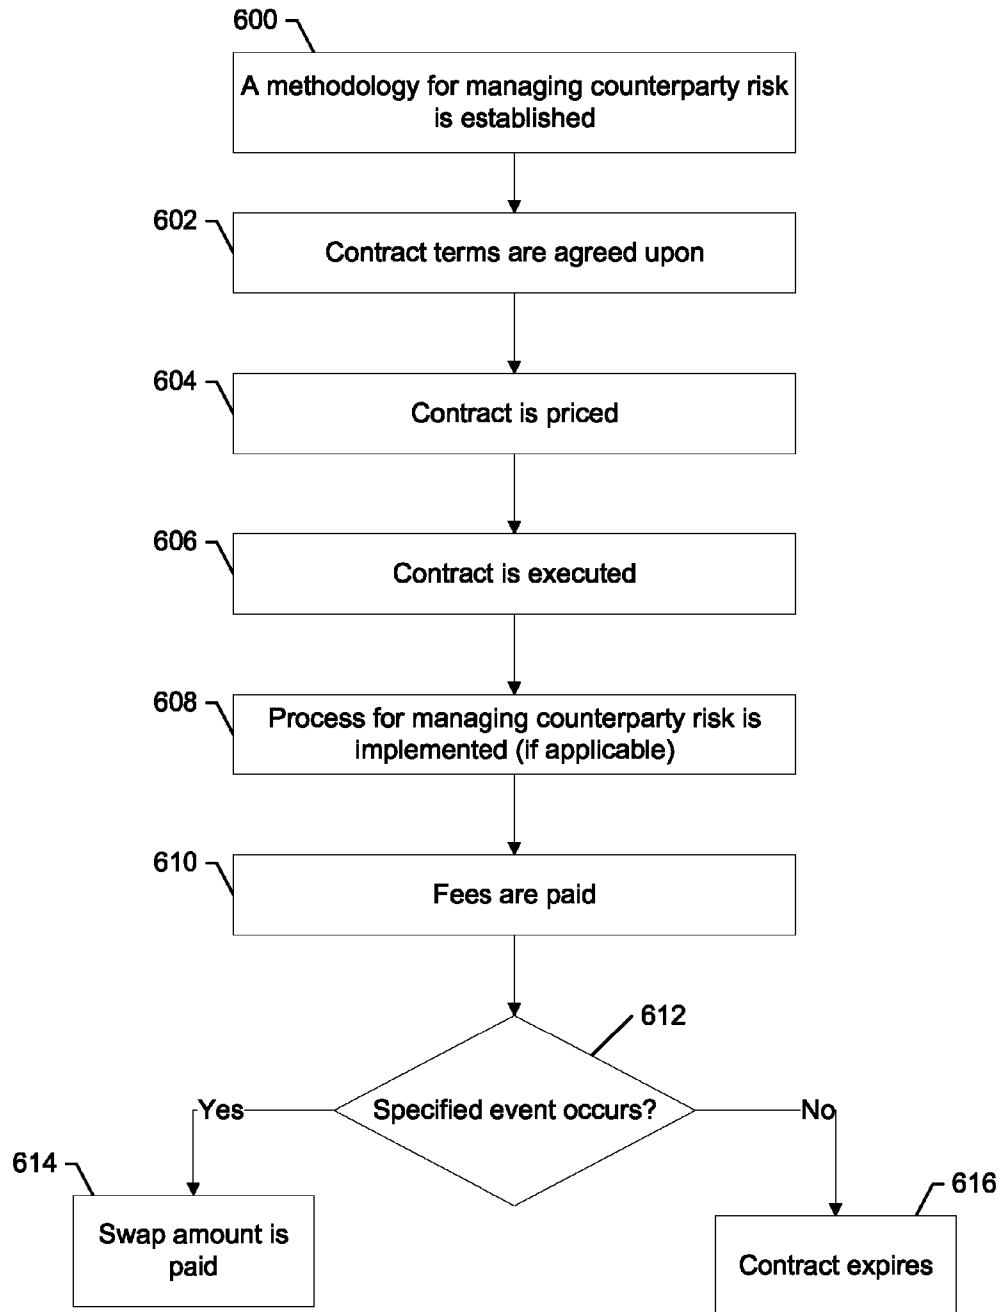 600
A methodology for managing counterparty risk
is established
602
Contract terms are agreed upon
604
Contract is priced
606
Contract is executed
608
Process for managing counterparty risk is
implemented (if applicable)
610
Fees are paid
612
Specified event occurs?
Yes
No
614
Swap amount is
paid
616
Contract expires